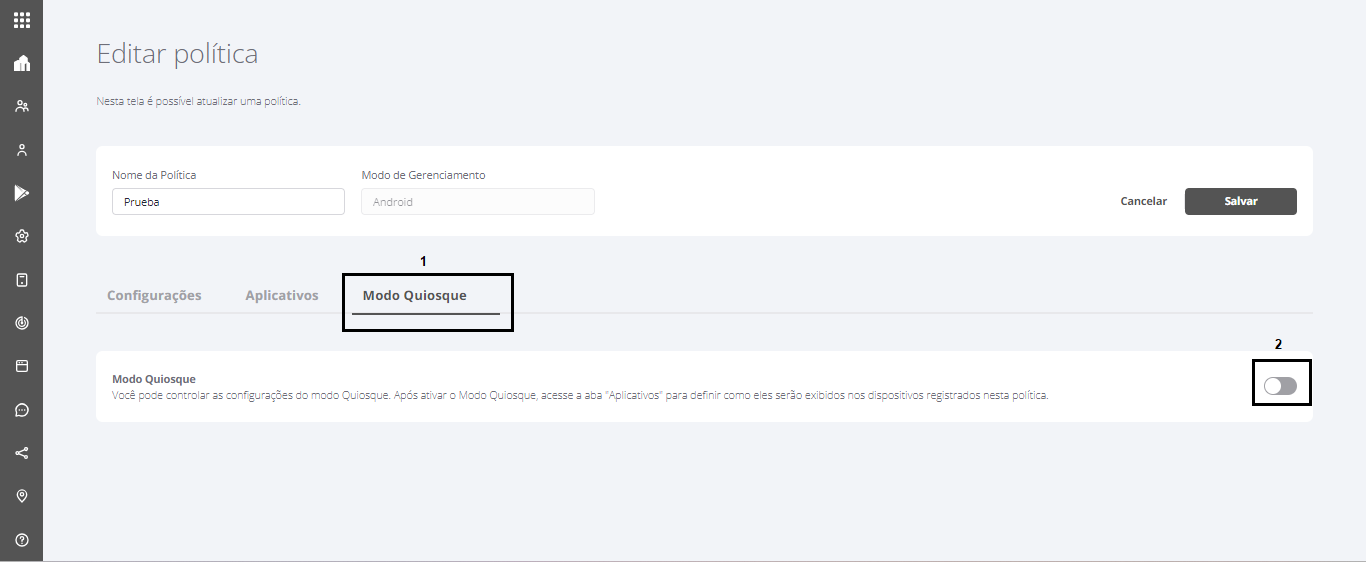 Editar política
Nesta tela é possível atualizar uma política.
Nome da Política
Modo de Gerenciamento
Prueba
Android
Cancelar
Salvar
1
Configurações
Aplicativos
Modo Quiosque
2
Modo Quiosque
Você pode controlar as configurações do modo Quiosque. Após ativar o Modo Quiosque, acesse a aba "Aplicativos" para definir como eles serão exibidos nos dispositivos registrados nesta política.